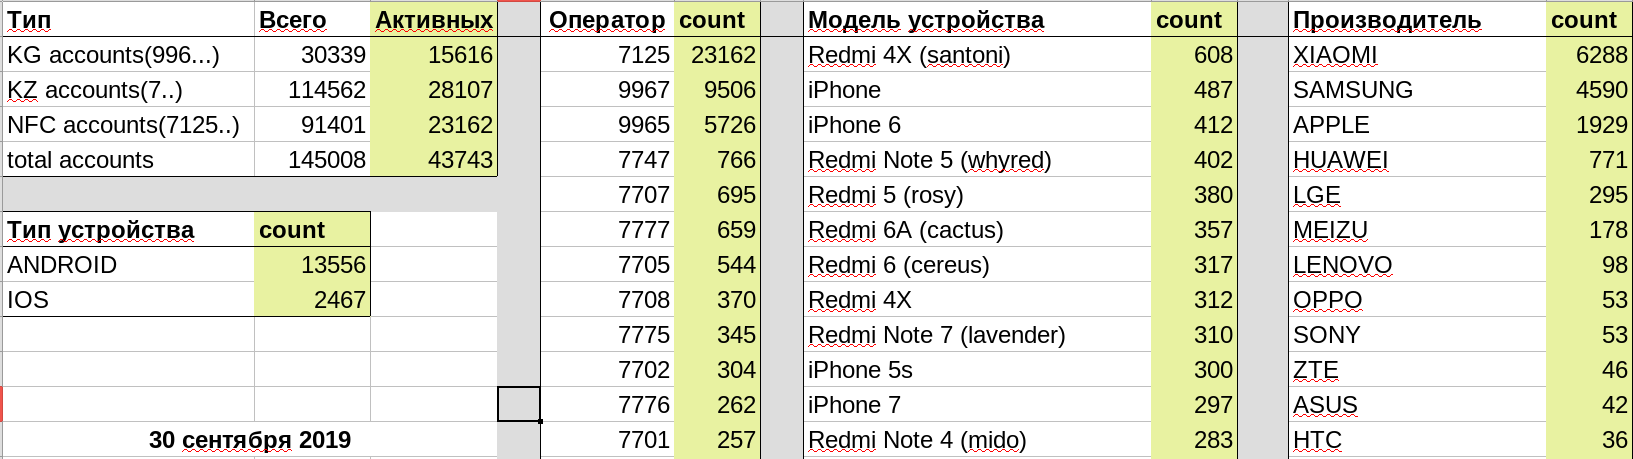 Тип Всего Активных Оператор count Модель устройства count Производитель count
KG accounts(996...) 30339 15616 7125 23162 Redmi 4X (santoni) 608 XIAOMI 6288
KZ accounts(7..) 114562 28107 9967 9506 iPhone 487 SAMSUNG 4590
NFC accounts(7125..) 91401 23162 9965 5726 iPhone 6 412 APPLE 1929
total accounts 145008 43743 7747 766 Redmi Note 5 (whyred) 402 HUAWEI 771
7707 695 Redmi 5 (rosy) 380 LGE 295
Тип устройства count 7777 659 Redmi 6A (cactus) 357 MEIZU 178
ANDROID 13556 7705 544 Redmi 6 (cereus) 317 LENOVO 98
IOS 2467 7708 370 Redmi 4X 312 OPPO 53
7775 345 Redmi Note 7 (lavender) 310 SONY 53
7702 304 iPhone 5s 300 ZTE 46
7776 262 iPhone 7 297 ASUS 42
30 сентября 2019 7701 257 Redmi Note 4 (mido) 283 HTC 36